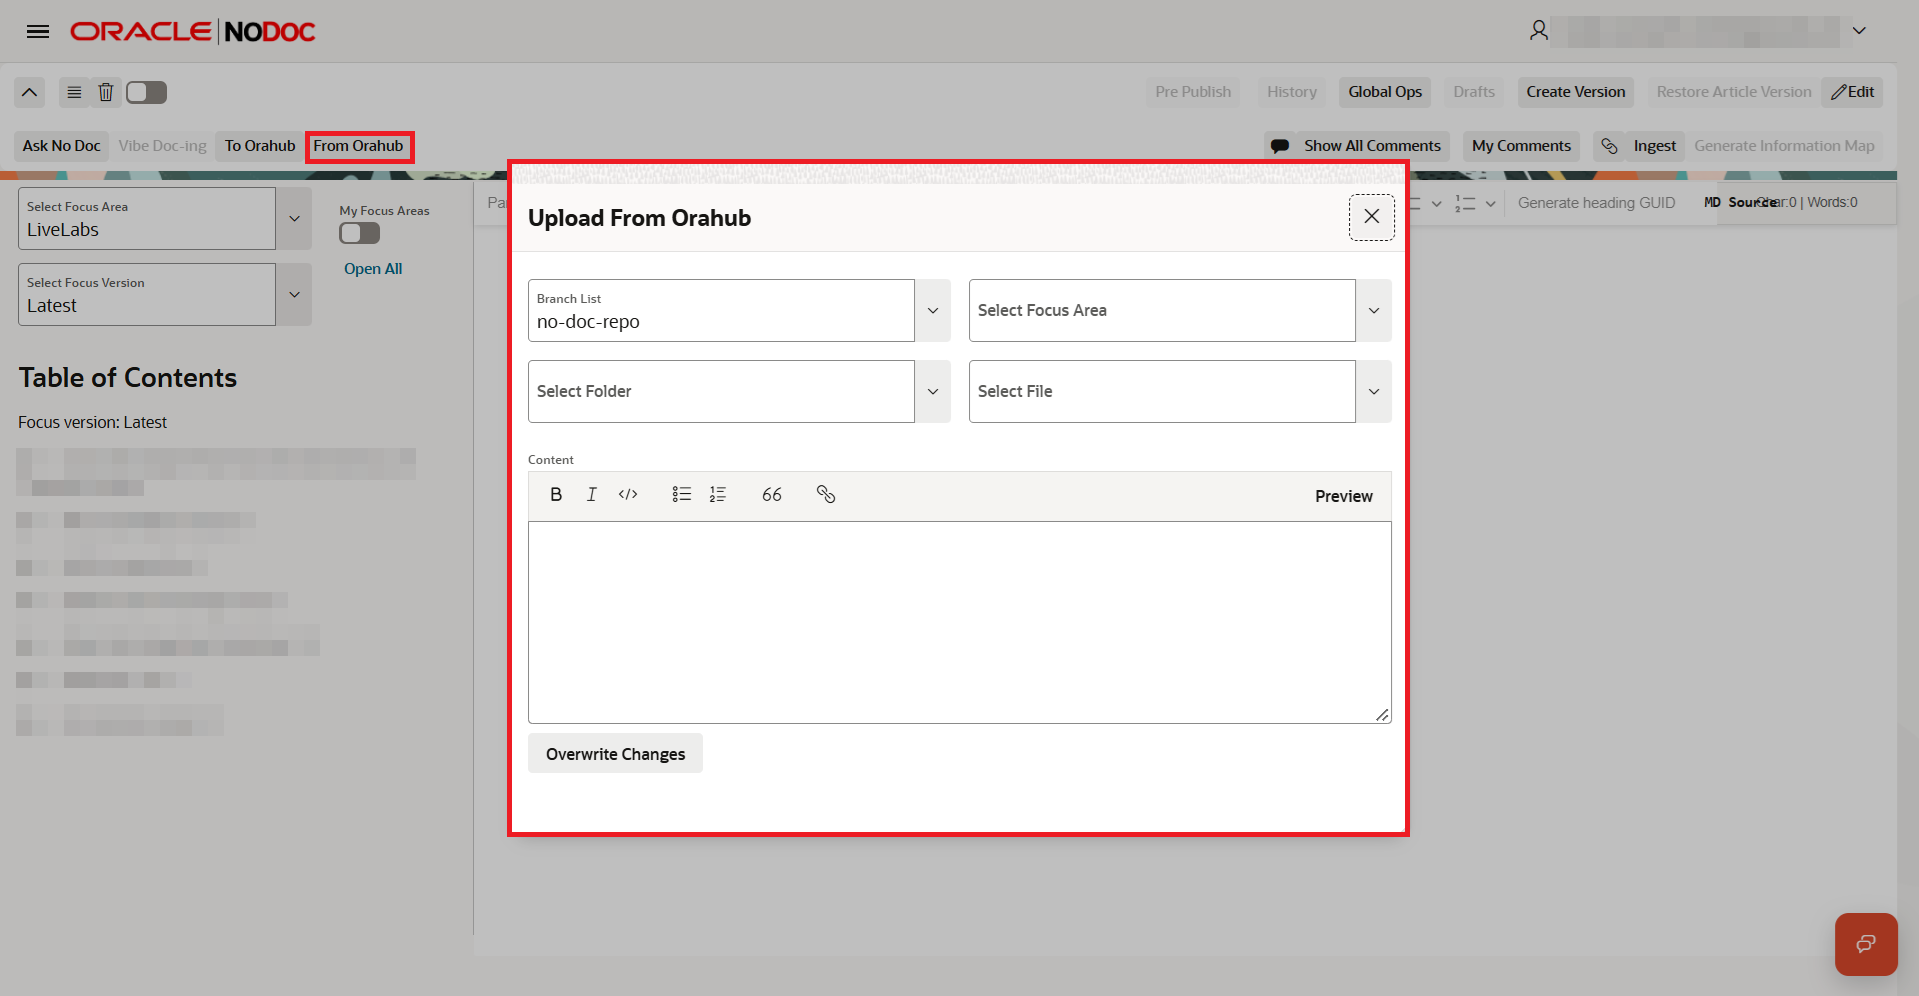 ORACLE NODOC
Pre Publish
History
Global Ops
Drafts
Create Version
Restore Article Version
Edit
Ask No Doc
Vibe Doc-ing
To Orahub
From Orahub
Show All Comments
My Comments
Ingest
Generate Information Map
Select Focus Area
LiveLabs
My Focus Areas
Select Focus Version
Latest
Open All
Generate heading GUID
MD Source
Char:0 | Words:0
Table of Contents
Focus version: Latest
Upload From Orahub
Branch List
no-doc-repo
Select Focus Area
Select Folder
Select File
Content
Preview
Overwrite Changes